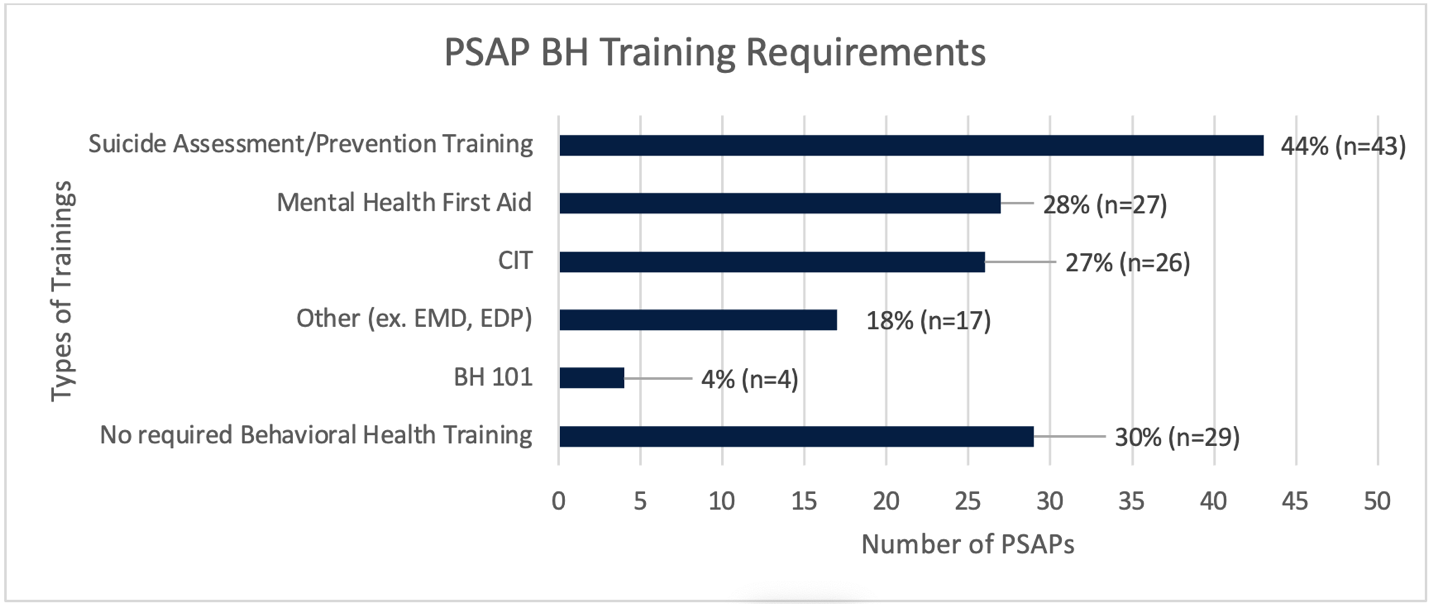 PSAP BH Training Requirements
Types of Trainings
Suicide Assessment/Prevention Training 44% (n=43)
Mental Health First Aid 28% (n=27)
CIT 27% (n=26)
Other (ex. EMD, EDP) 18% (n=17)
BH 101 4% (n=4)
No required Behavioral Health Training 30% (n=29)
0 5 10 15 20 25 30 35 40 45 50
Number of PSAPs